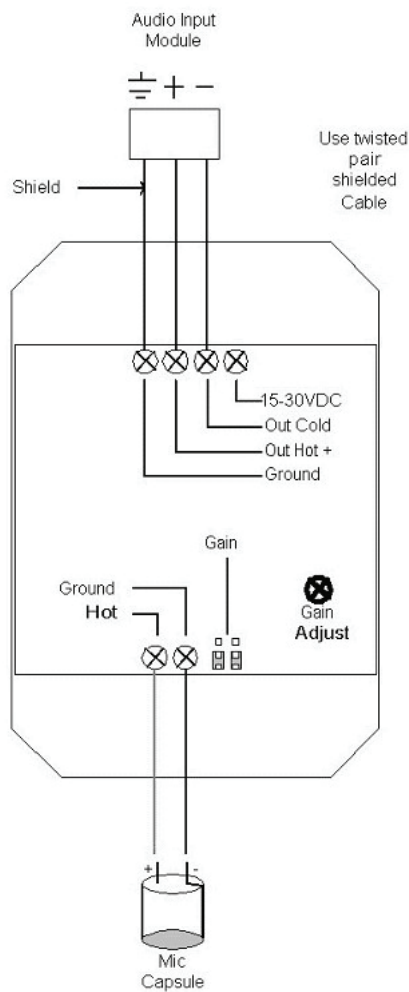 Audio Input
Module
+ −
Use twisted
pair
shielded
Cable
Shield
15-30VDC
Out Cold
Out Hot +
Ground
Gain
Ground
Hot
Gain
Adjust
+ -
Mic
Capsule